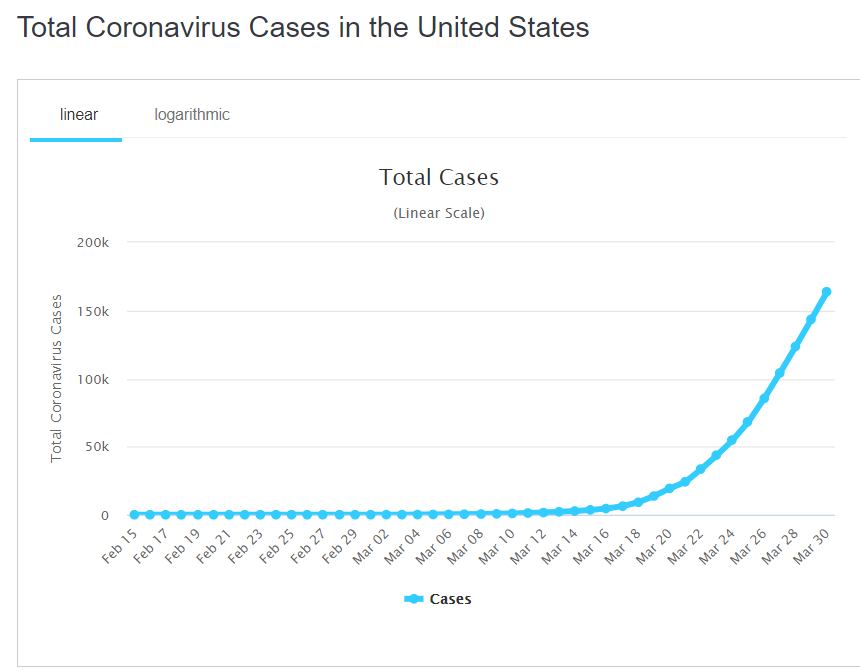 Total Coronavirus Cases in the United States
linear logarithmic
Total Cases
(Linear Scale)
Total Coronavirus Cases
200k
150k
100k
50k
0
Feb 15 Feb 17 Feb 19 Feb 21 Feb 23 Feb 25 Feb 27 Feb 29 Mar 02 Mar 04 Mar 06 Mar 08 Mar 10 Mar 12 Mar 14 Mar 16 Mar 18 Mar 20 Mar 22 Mar 24 Mar 26 Mar 28 Mar 30
Cases